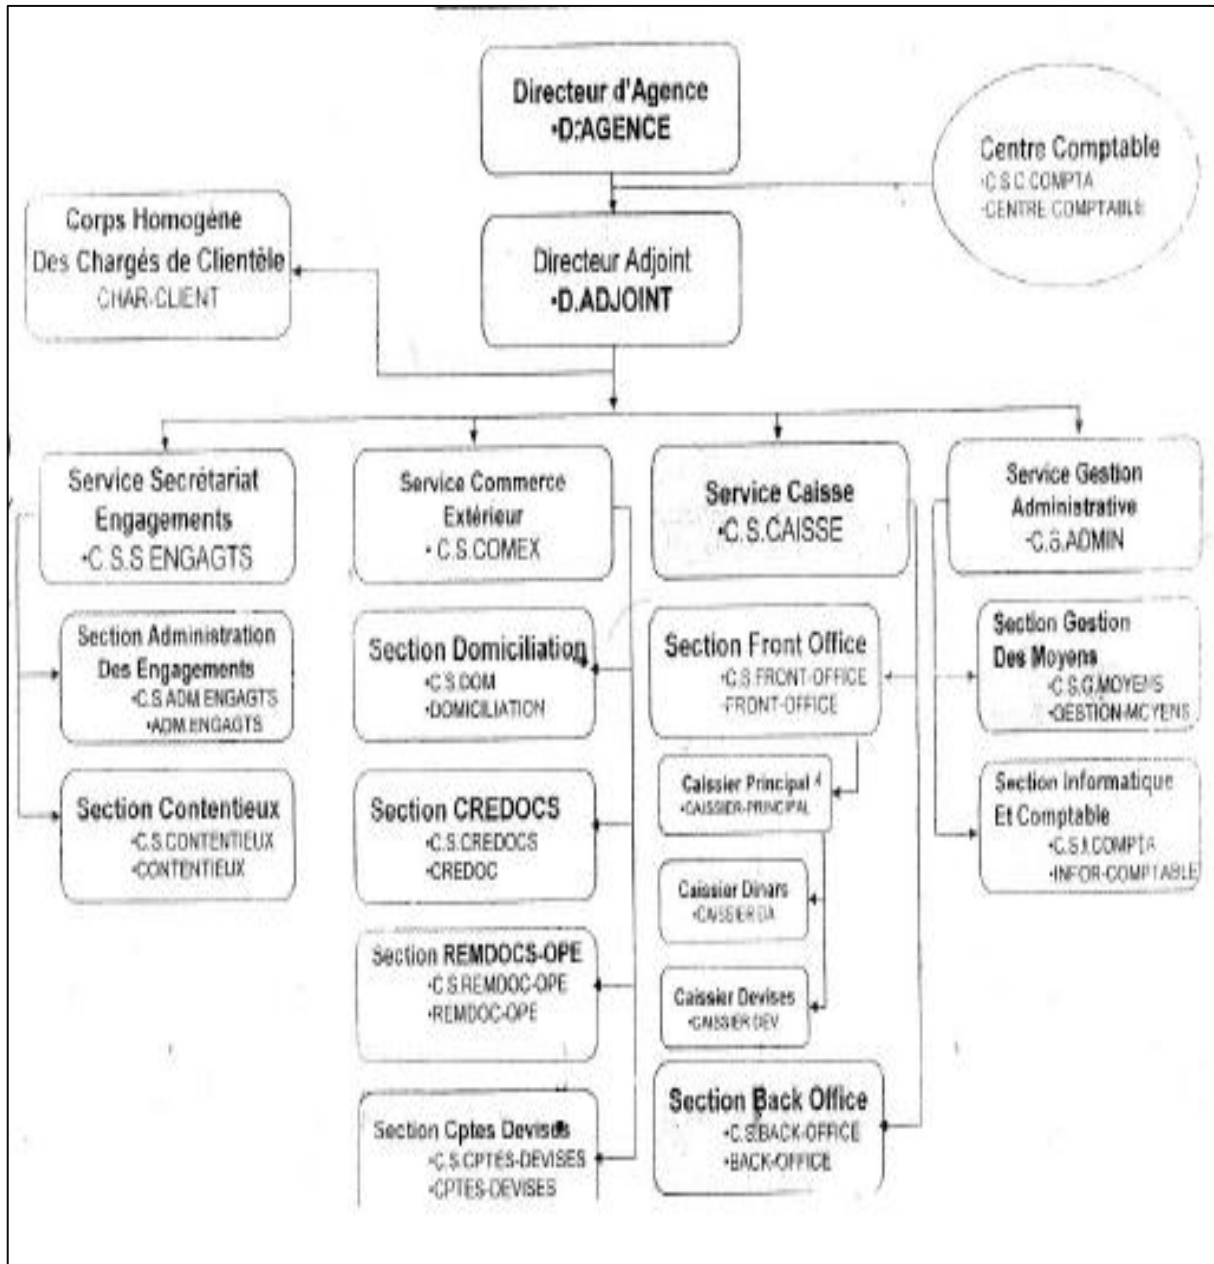 Directeur d'Agence
•D.AGENCE
Centre Comptable
•C.S.C.COMPTA
•CENTRE COMPTABLE
Corps Homogène
Des Chargés de Clientèle
CHAR-CLIENT
Directeur Adjoint
•D.ADJOINT
Service Secrétariat
Engagements
•C.S.S.ENGAGTS
Service Commerce
Extérieur
•C.S.COMEX
Service Caisse
•C.S.CAISSE
Service Gestion
Administrative
•C.S.ADMIN
Section Administration
Des Engagements
•C.S.ADM.ENGAGTS
•ADM.ENGAGTS
Section Contentieux
•C.S.CONTENTIEUX
•CONTENTIEUX
Section Domiciliation
•C.S.DOM
•DOMICILIATION
Section CREDOCS
•C.S.CREDOCS
•CREDOC
Section REMDOCS-OPE
•C.S.REMDOC-OPE
•REMDOC-OPE
Section Cptes Devises
•C.S.CPTES-DEVISES
•CPTES-DEVISES
Section Front Office
•C.S.FRONT-OFFICE
•FRONT-OFFICE
Caissier Principal
•CAISSIER-PRINCIPAL
Caissier Dinars
•CAISSIER DA
Caissier Devises
•CAISSIER DEV
Section Back Office
•C.S.BACK-OFFICE
•BACK-OFFICE
Section Gestion
Des Moyens
•C.S.G.MOYENS
•GESTION-MOYENS
Section Informatique
Et Comptable
•C.S.I.COMPTA
•INFOR-COMPTABLE